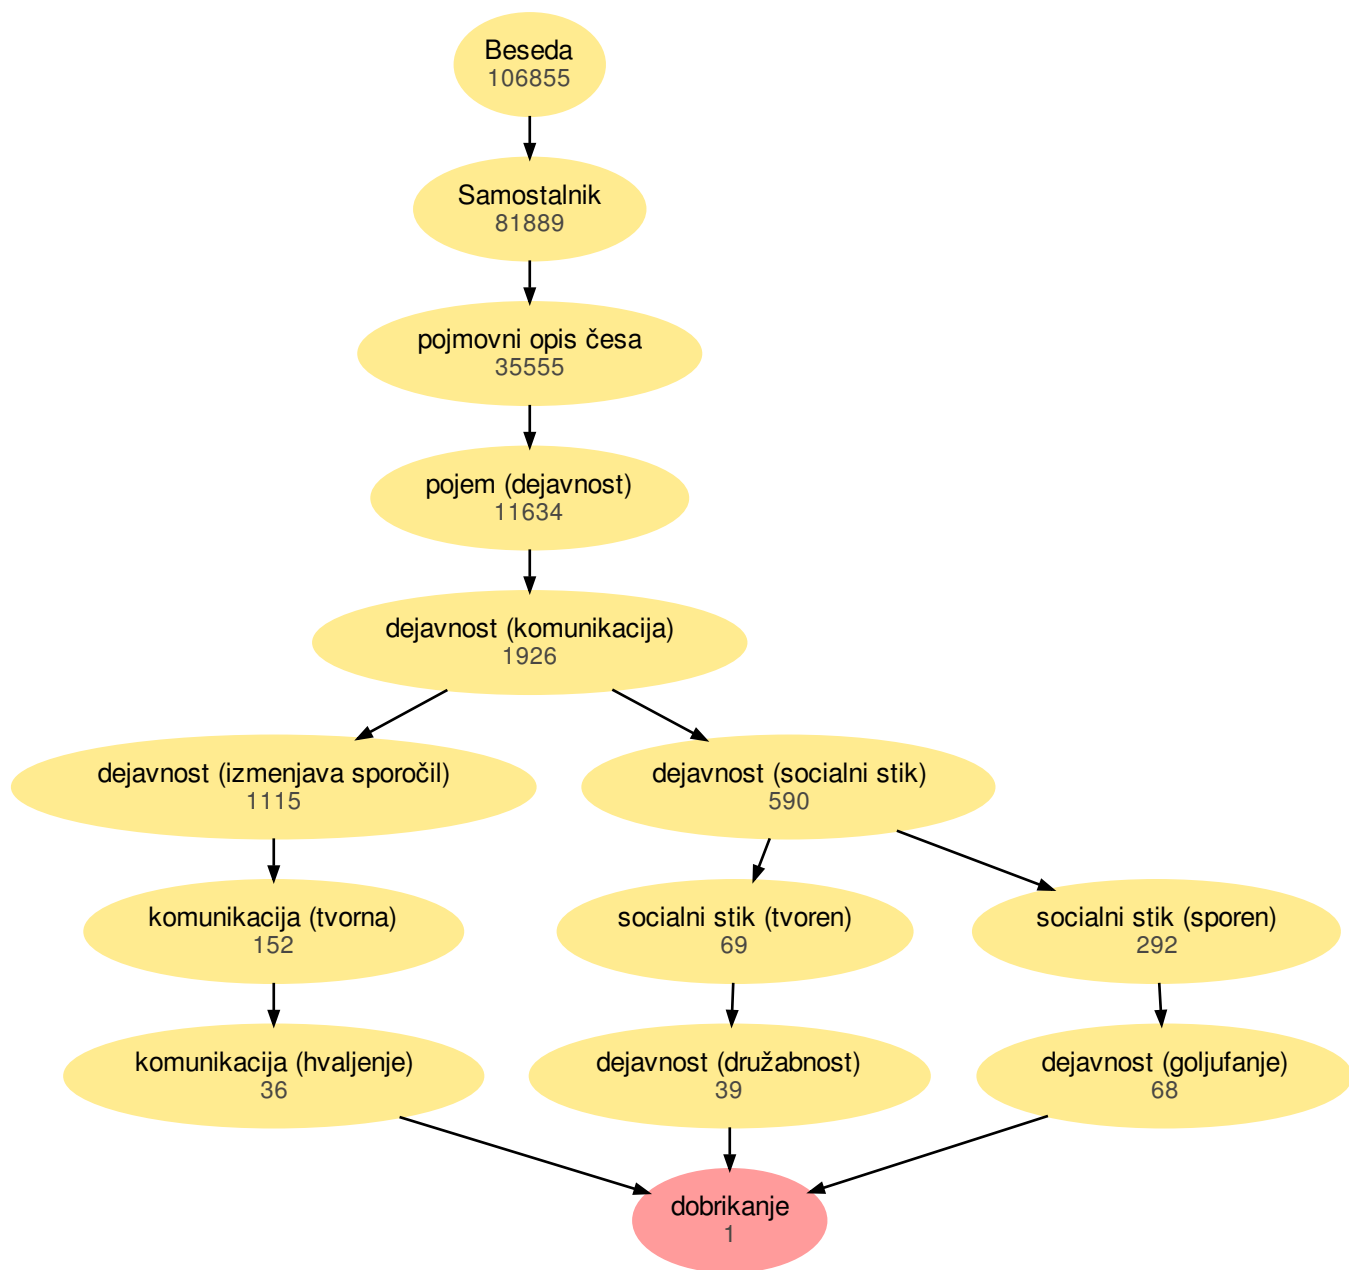 Beseda
106855
Samostalnik
81889
pojmovni opis česa
35555
pojem (dejavnost)
11634
dejavnost (komunikacija)
1926
dejavnost (izmenjava sporočil)
1115
dejavnost (socialni stik)
590
komunikacija (tvorna)
152
socialni stik (tvoren)
69
socialni stik (sporen)
292
komunikacija (hvaljenje)
36
dejavnost (družabnost)
39
dejavnost (goljufanje)
68
dobrikanje
1